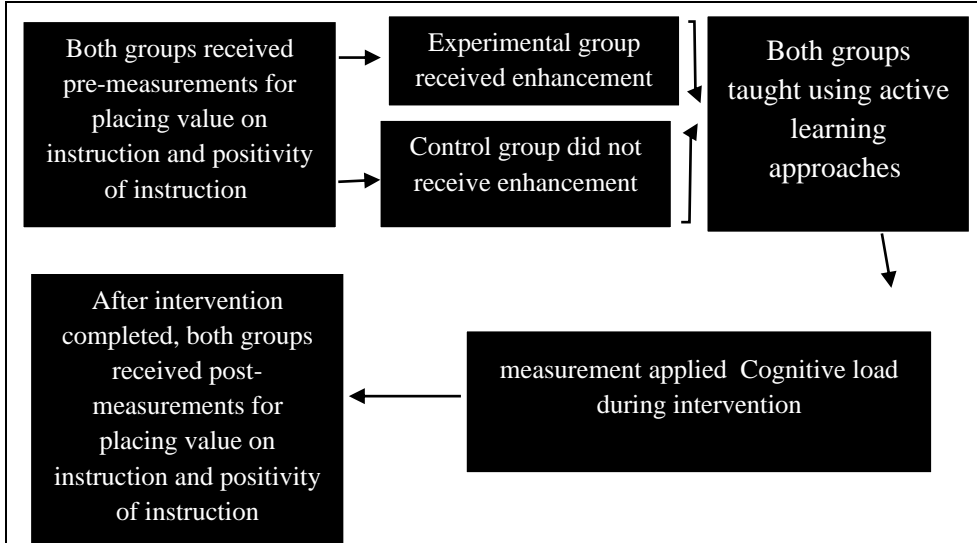 Both groups received
pre-measurements for
placing value on
instruction and positivity
of instruction
Experimental group
received enhancement
Control group did not
receive enhancement
Both groups
taught using active
learning
approaches
measurement applied  Cognitive load
during intervention
After intervention
completed, both groups
received post-
measurements for
placing value on
instruction and positivity
of instruction